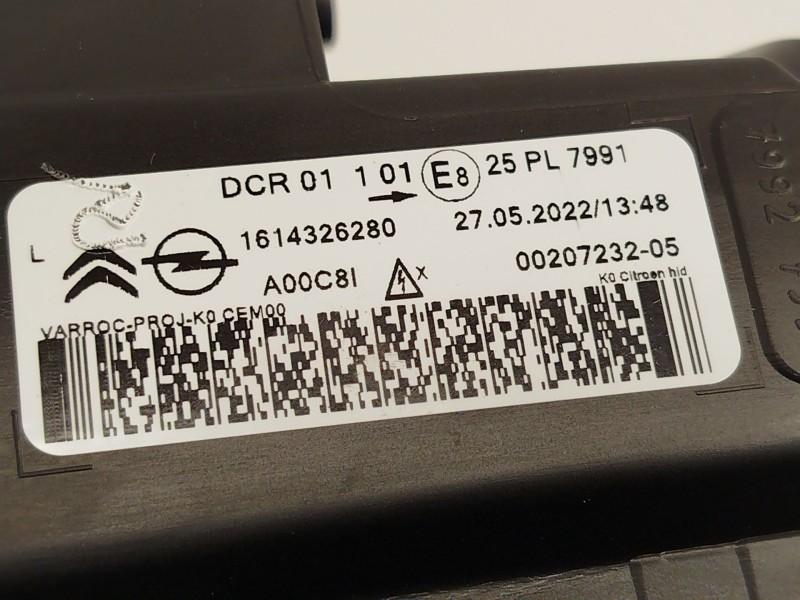 DCR 01 1 01 E8 25 PL 7991
L 1614326280 27.05.2022/13:48
A00C8I X 00207232-05
VARROC-PROJ-K0 CEM00 K0 Citroen hid
7992